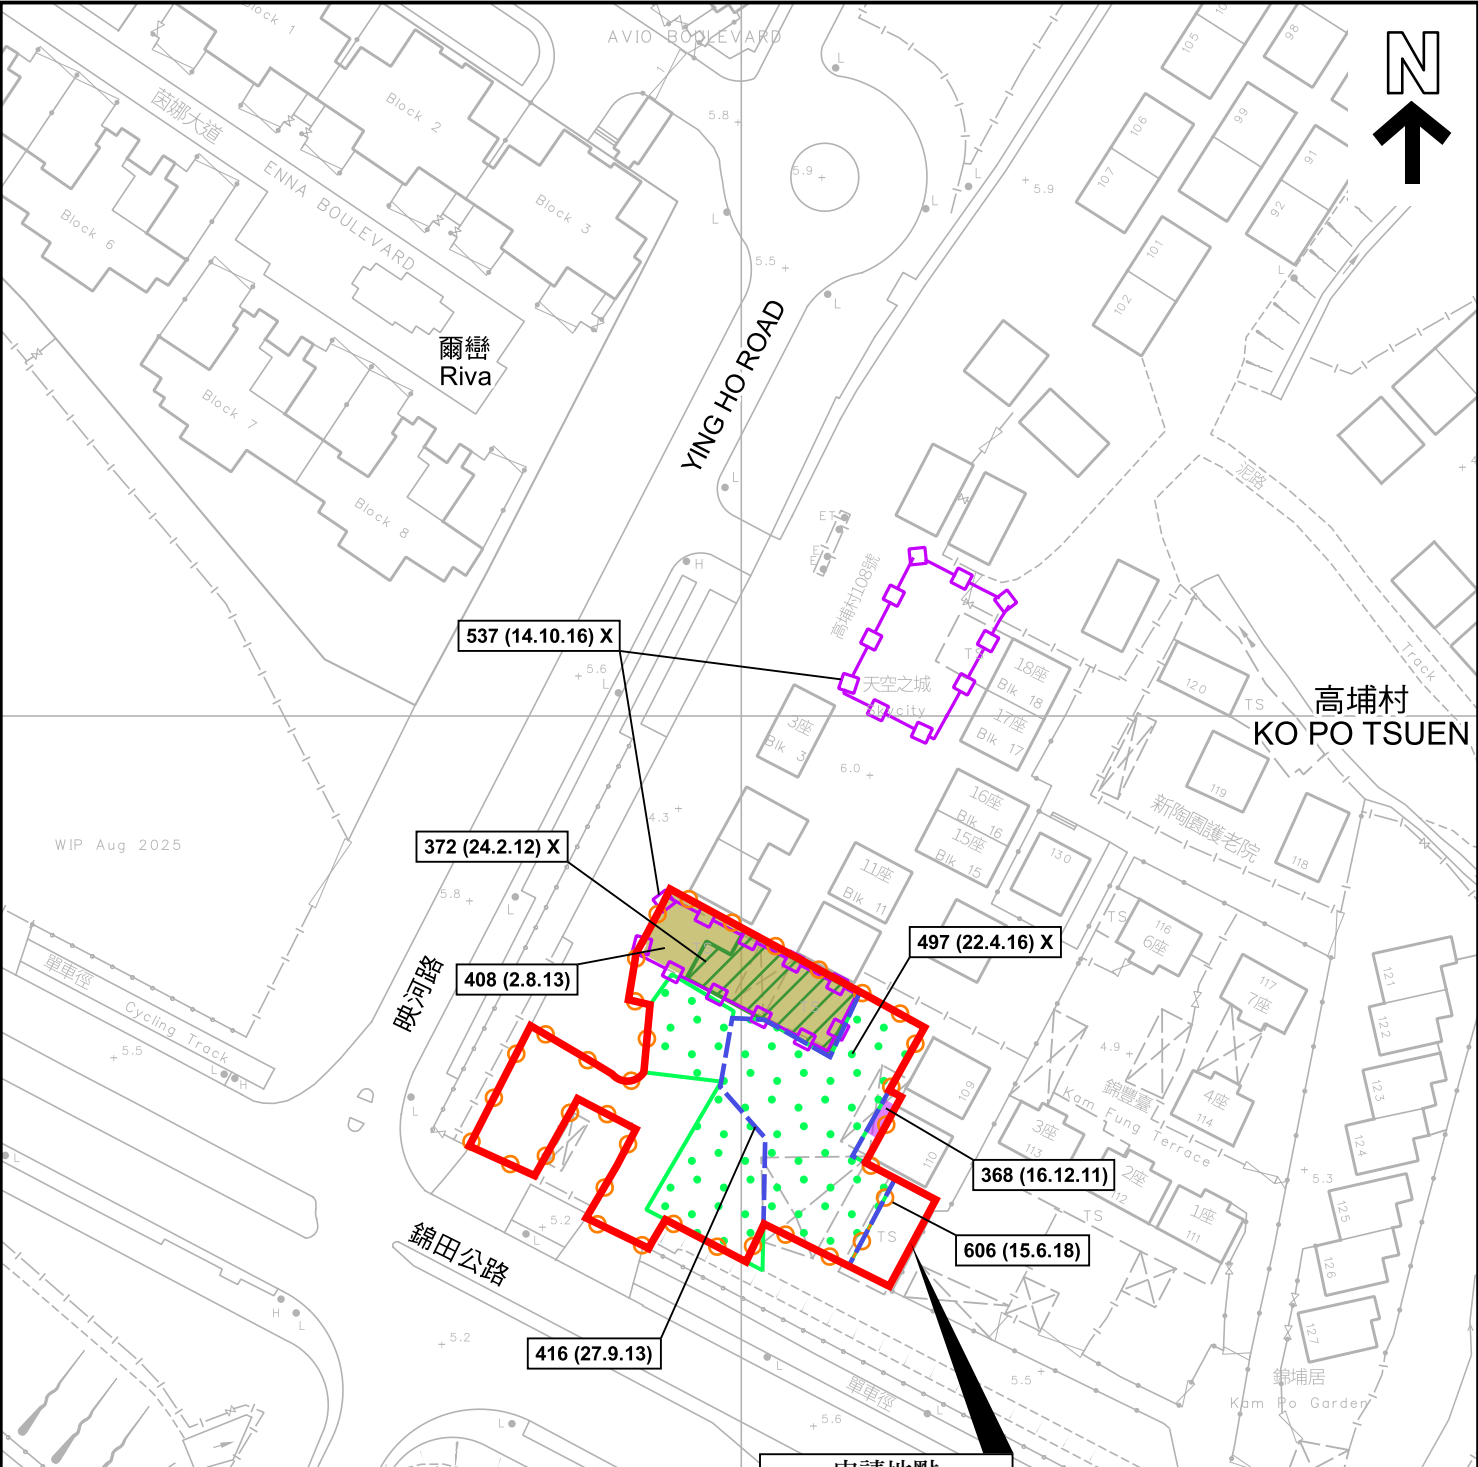 Block 1
AVIO BOULEVARD
N
茵娜大道
Block 2
ENNA BOULEVARD
Block 3
Block 6
5.8
5.9
5.9
5.5
105
98
106
107
99
91
92
101
102
L
L
L
L
L
爾巒
Riva
YING HO ROAD
Block 7
Block 8
L
H
泥路
Track
高埔村108號
537 (14.10.16) X
5.6
L
天空之城
Skycity
TS
18座
Blk 18
17座
Blk 17
3座
Blk 3
120
TS
高埔村
KO PO TSUEN
6.0
4.3
119
新陶園護老院
118
16座
Blk 16
15座
Blk 15
130
11座
Blk 11
WIP Aug 2025
372 (24.2.12) X
5.8
L
497 (22.4.16) X
408 (2.8.13)
TS
116
6座
117
7座
121
122
123
124
125
126
127
單車徑
Cycling Track
5.5
L
H
映河路
4.9
109
110
錦豐臺
Kam Fung Terrace
4座
114
3座
113
2座
112
1座
111
TS
368 (16.12.11)
5.3
606 (15.6.18)
TS
5.2
L
錦田公路
416 (27.9.13)
H
L
5.2
L
單車徑
L
5.6
5.5
L
錦埔居
Kam Po Garden
申請地點